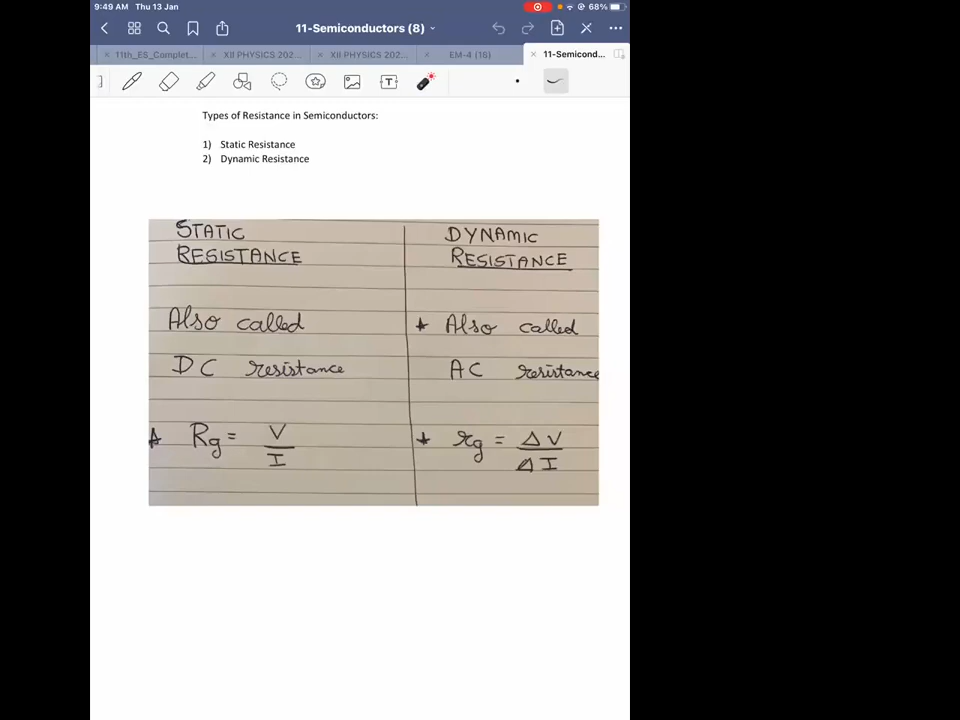 9:49 AM Thu 13 Jan
68%
11-Semiconductors (8)
11th_ES_Complet...
XII PHYSICS 202...
XII PHYSICS 202...
EM-4 (16)
11-Semicond...
Types of Resistance in Semiconductors:
1) Static Resistance
2) Dynamic Resistance
STATIC
RESISTANCE
Also called
DC resistance
Rg = V
I
DYNAMIC
RESISTANCE
Also called
AC resistance
rg = ΔV
ΔI